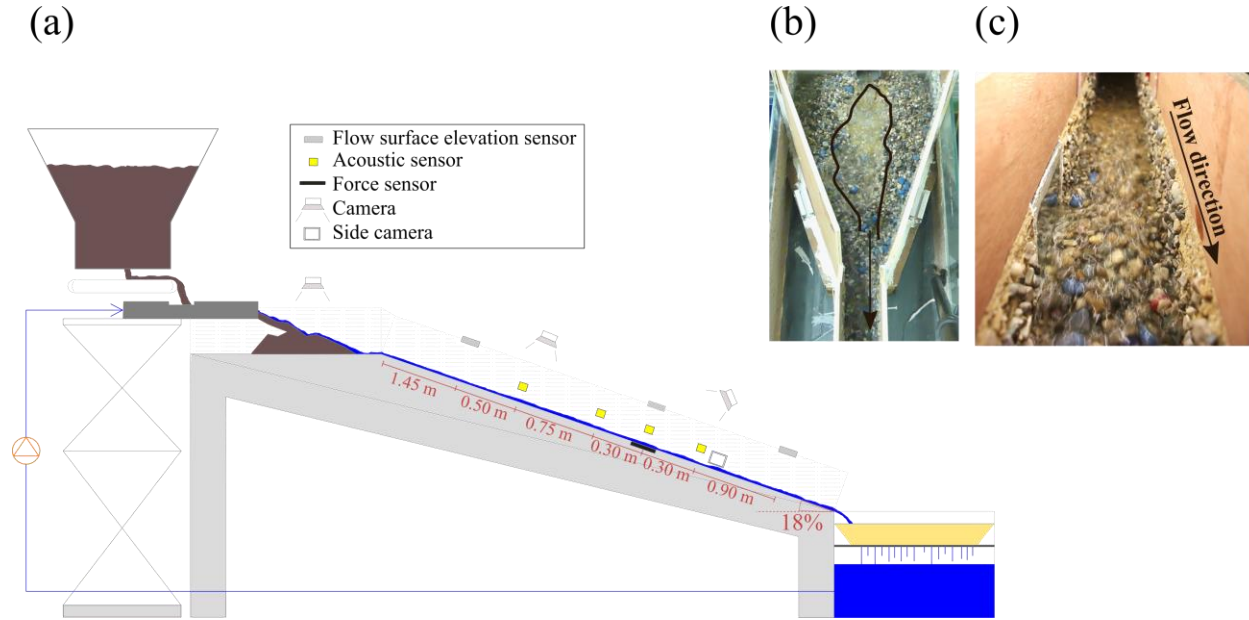 (a)
(b)
(c)
Flow surface elevation sensor
Acoustic sensor
Force sensor
Camera
Side camera
Flow direction
1.45 m
0.50 m
0.75 m
0.30 m
0.30 m
0.90 m
18%